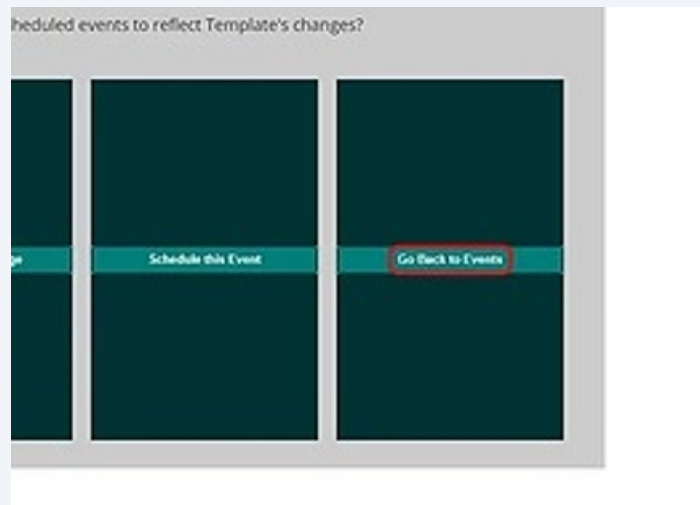 heduled events to reflect Template's changes?
ge
Schedule this Event
Go Back to Events